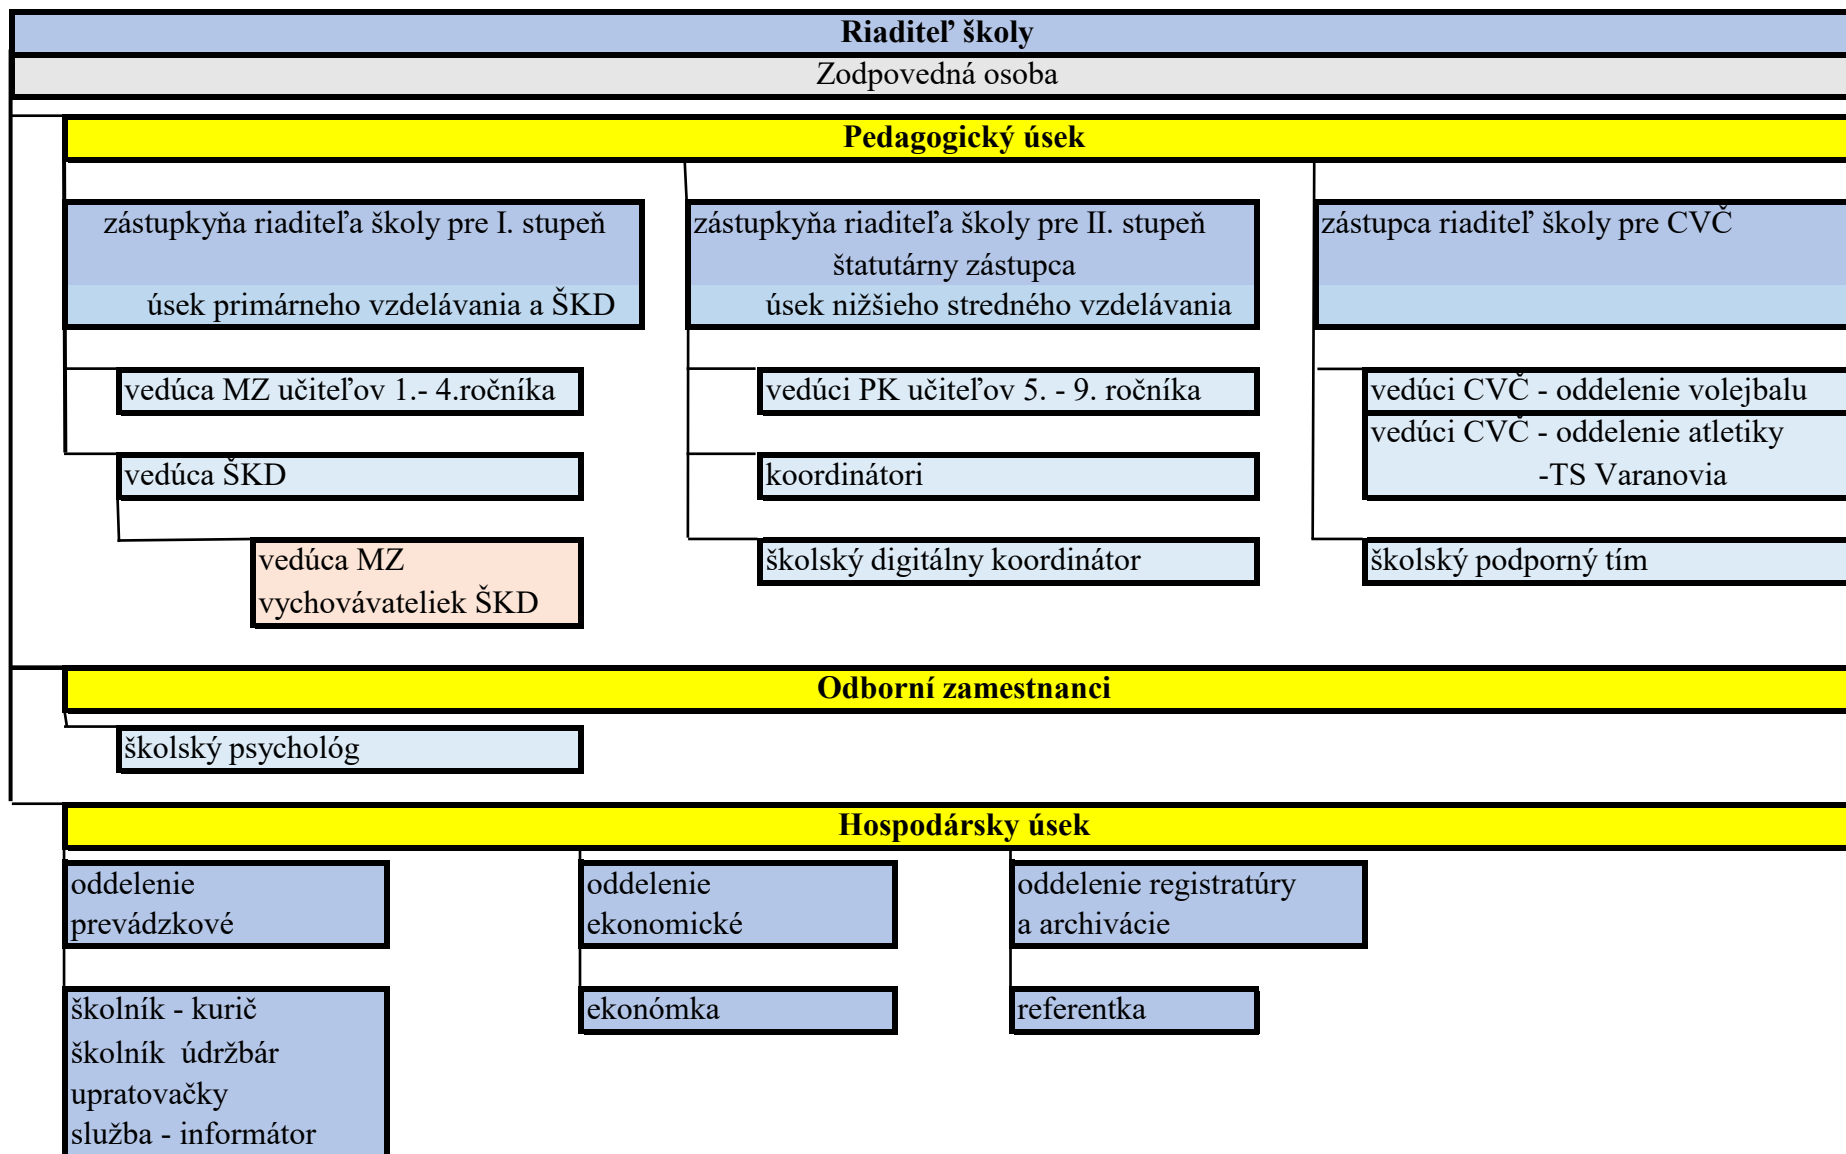 Riaditeľ školy
Zodpovedná osoba
Pedagogický úsek
zástupkyňa riaditeľa školy pre I. stupeň
úsek primárneho vzdelávania a ŠKD
zástupkyňa riaditeľa školy pre II. stupeň
štatutárny zástupca
úsek nižšieho stredného vzdelávania
zástupca riaditeľ školy pre CVČ
vedúca MZ učiteľov 1.- 4.ročníka
vedúca ŠKD
vedúca MZ
vychovávateliek ŠKD
vedúci PK učiteľov 5. - 9. ročníka
koordinátori
školský digitálny koordinátor
vedúci CVČ - oddelenie volejbalu
vedúci CVČ - oddelenie atletiky
-TS Varanovia
školský podporný tím
Odborní zamestnanci
školský psychológ
Hospodársky úsek
oddelenie
prevádzkové
školník - kurič
školník  údržbár
upratovačky
služba - informátor
oddelenie
ekonomické
ekonómka
oddelenie registratúry
a archivácie
referentka